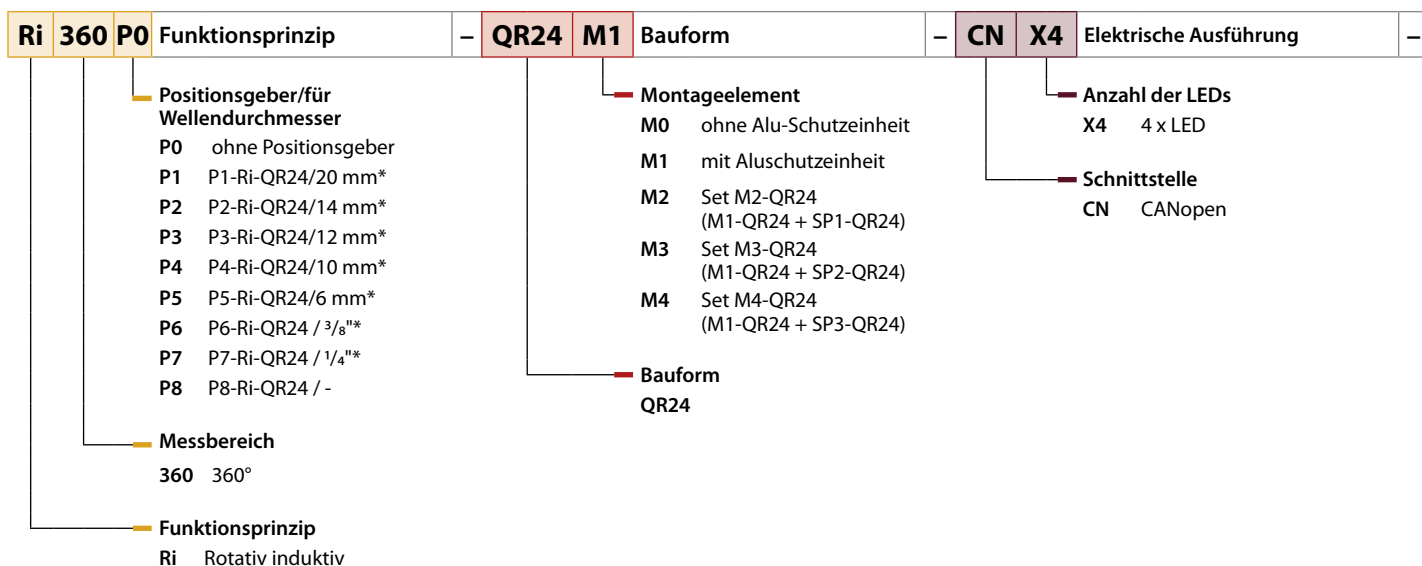 Ri 360 P0 Funktionsprinzip – QR24 M1 Bauform – CN X4 Elektrische Ausführung –
Positionsgeber/für
Wellendurchmesser
P0 ohne Positionsgeber
P1 P1-Ri-QR24/20 mm*
P2 P2-Ri-QR24/14 mm*
P3 P3-Ri-QR24/12 mm*
P4 P4-Ri-QR24/10 mm*
P5 P5-Ri-QR24/6 mm*
P6 P6-Ri-QR24 / ³/₈"*
P7 P7-Ri-QR24 / ¹/₄"*
P8 P8-Ri-QR24 / -
Messbereich
360 360°
Funktionsprinzip
Ri Rotativ induktiv
Montageelement
M0 ohne Alu-Schutzeinheit
M1 mit Aluschutzeinheit
M2 Set M2-QR24
(M1-QR24 + SP1-QR24)
M3 Set M3-QR24
(M1-QR24 + SP2-QR24)
M4 Set M4-QR24
(M1-QR24 + SP3-QR24)
Bauform
QR24
Anzahl der LEDs
X4 4 x LED
Schnittstelle
CN CANopen